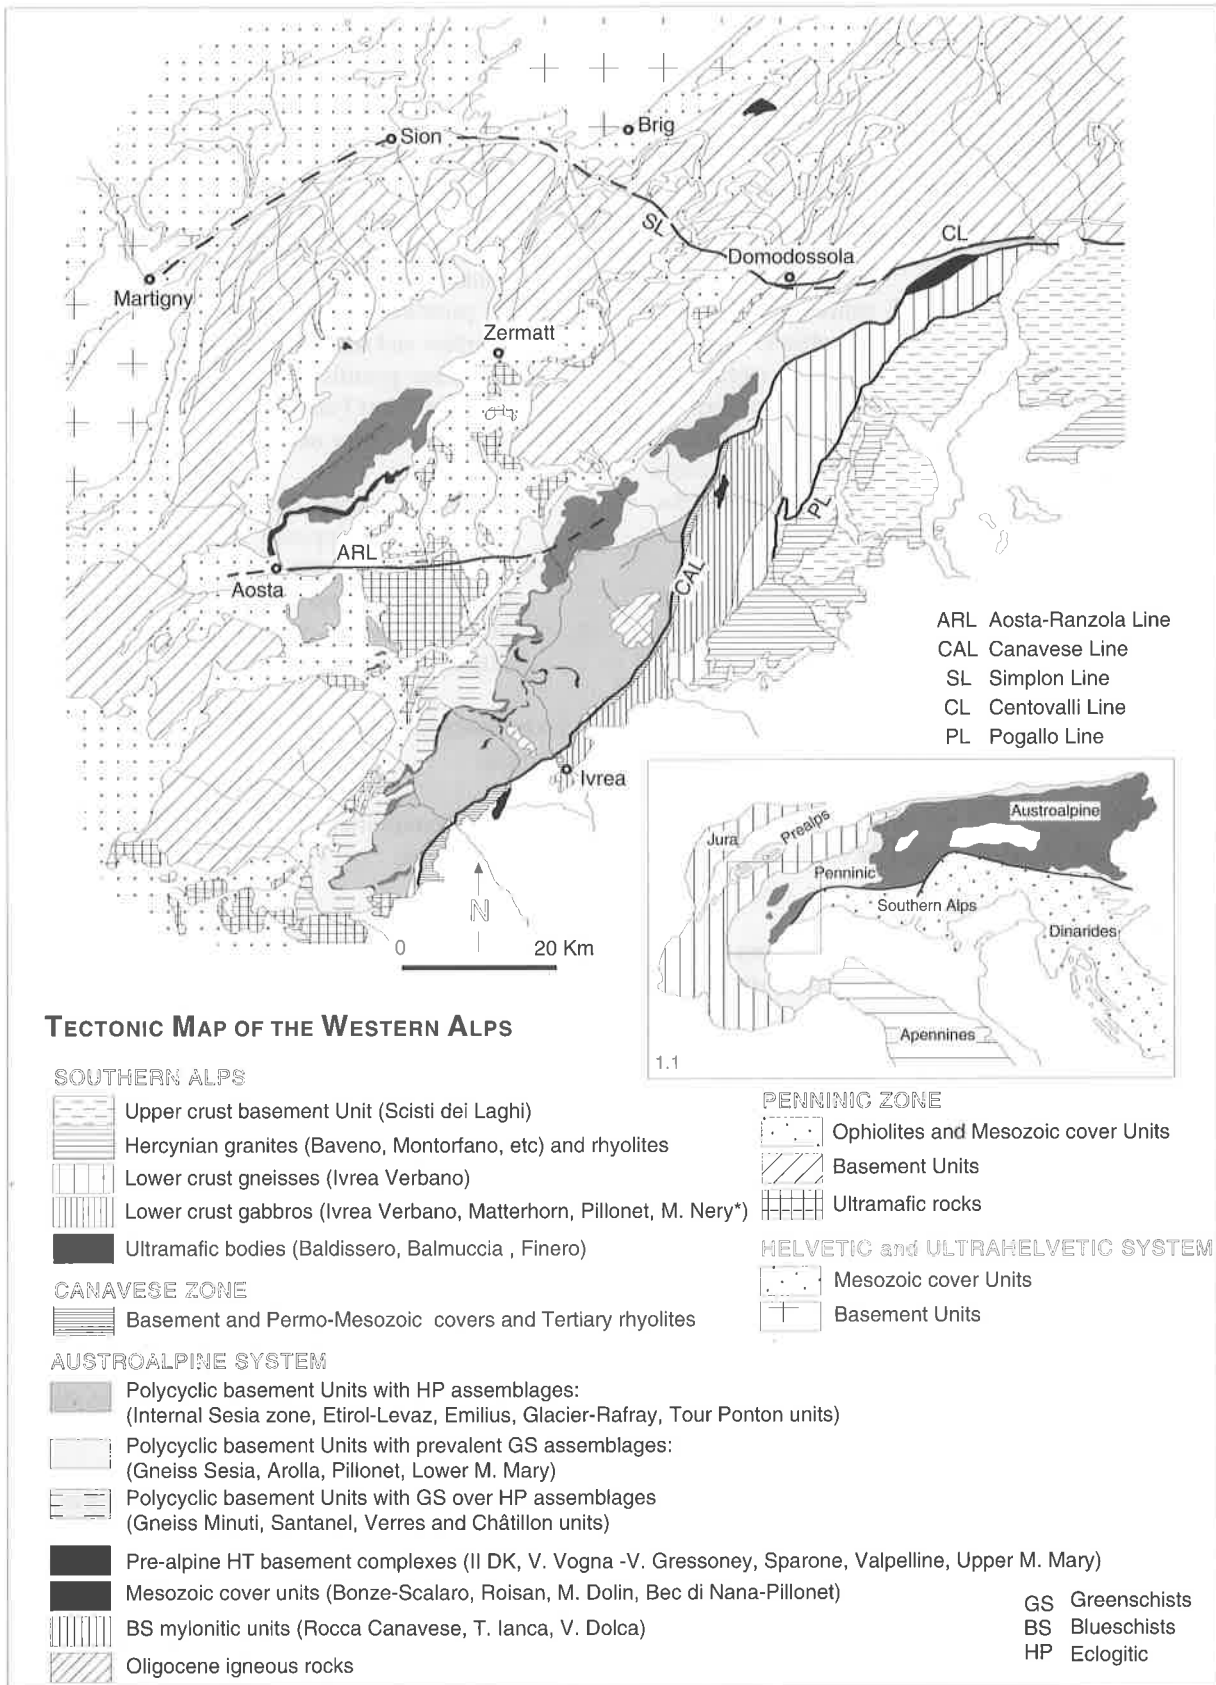 Brig
Sion
SL
CL
Domodossola
Martigny
Zermatt
PL
ARL
CAL
Aosta
ARL Aosta-Ranzola Line
CAL Canavese Line
SL Simplon Line
CL Centovalli Line
PL Pogallo Line
Ivrea
N
0 20 Km
Jura
Prealps
Austroalpine
Penninic
Southern Alps
Dinarides
Apennines
1.1
TECTONIC MAP OF THE WESTERN ALPS
SOUTHERN ALPS
Upper crust basement Unit (Scisti dei Laghi)
Hercynian granites (Baveno, Montorfano, etc) and rhyolites
Lower crust gneisses (Ivrea Verbano)
Lower crust gabbros (Ivrea Verbano, Matterhorn, Pillonet, M. Nery*)
Ultramafic bodies (Baldissero, Balmuccia , Finero)
CANAVESE ZONE
Basement and Permo-Mesozoic covers and Tertiary rhyolites
AUSTROALPINE SYSTEM
Polycyclic basement Units with HP assemblages:
(Internal Sesia zone, Etirol-Levaz, Emilius, Glacier-Rafray, Tour Ponton units)
Polycyclic basement Units with prevalent GS assemblages:
(Gneiss Sesia, Arolla, Pillonet, Lower M. Mary)
Polycyclic basement Units with GS over HP assemblages
(Gneiss Minuti, Santanel, Verres and Châtillon units)
Pre-alpine HT basement complexes (II DK, V. Vogna -V. Gressoney, Sparone, Valpelline, Upper M. Mary)
Mesozoic cover units (Bonze-Scalaro, Roisan, M. Dolin, Bec di Nana-Pillonet)
BS mylonitic units (Rocca Canavese, T. Ianca, V. Dolca)
Oligocene igneous rocks
PENNINIC ZONE
Ophiolites and Mesozoic cover Units
Basement Units
Ultramafic rocks
HELVETIC and ULTRAHELVETIC SYSTEM
Mesozoic cover Units
Basement Units
GS Greenschists
BS Blueschists
HP Eclogitic